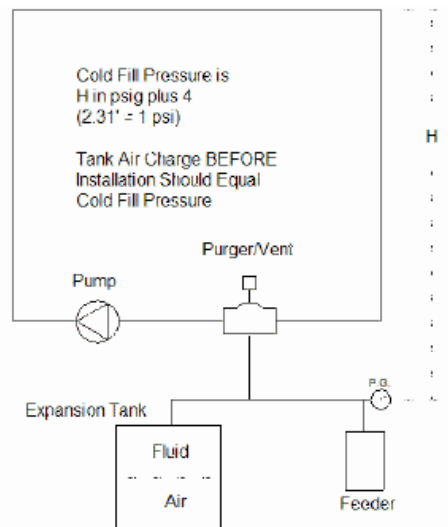 Cold Fill Pressure is
H in psig plus 4
(2.31' = 1 psi)
Tank Air Charge BEFORE
Installation Should Equal
Cold Fill Pressure
H
Purger/Vent
Pump
P.G.
Expansion Tank
Fluid
Air
Feeder